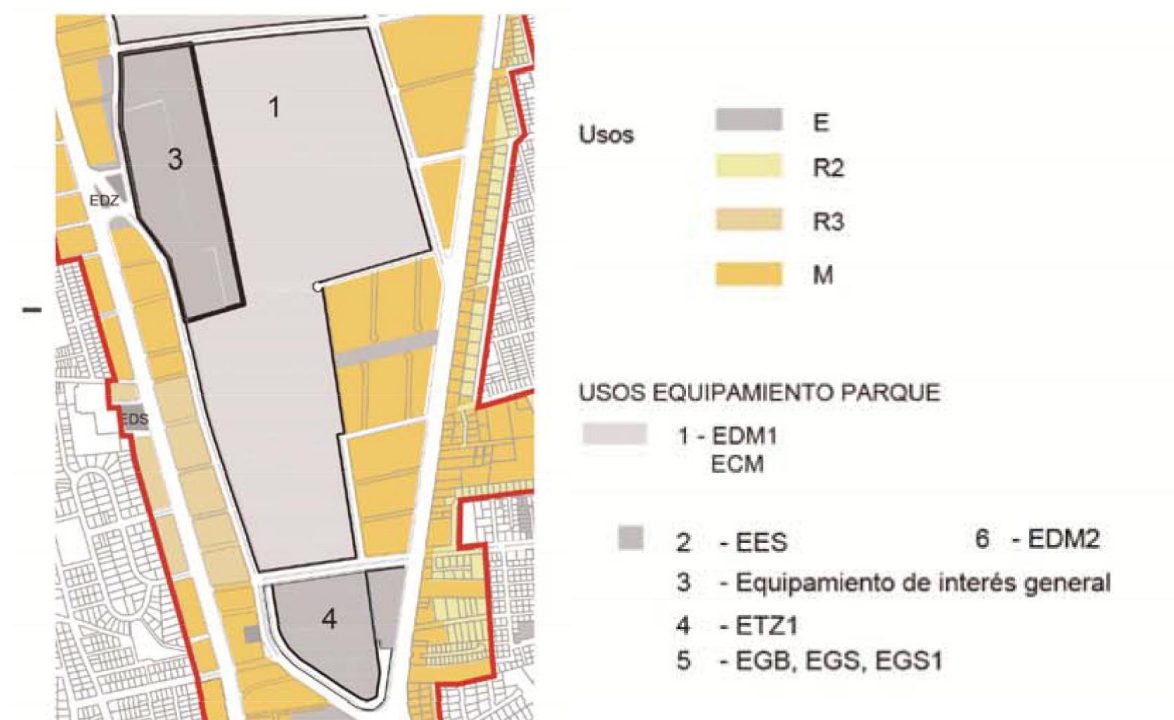 1
3
EDZ
EDS
4
Usos
E
R2
R3
M
USOS EQUIPAMIENTO PARQUE
1 - EDM1
ECM
2 - EES 6 - EDM2
3 - Equipamiento de interés general
4 - ETZ1
5 - EGB, EGS, EGS1